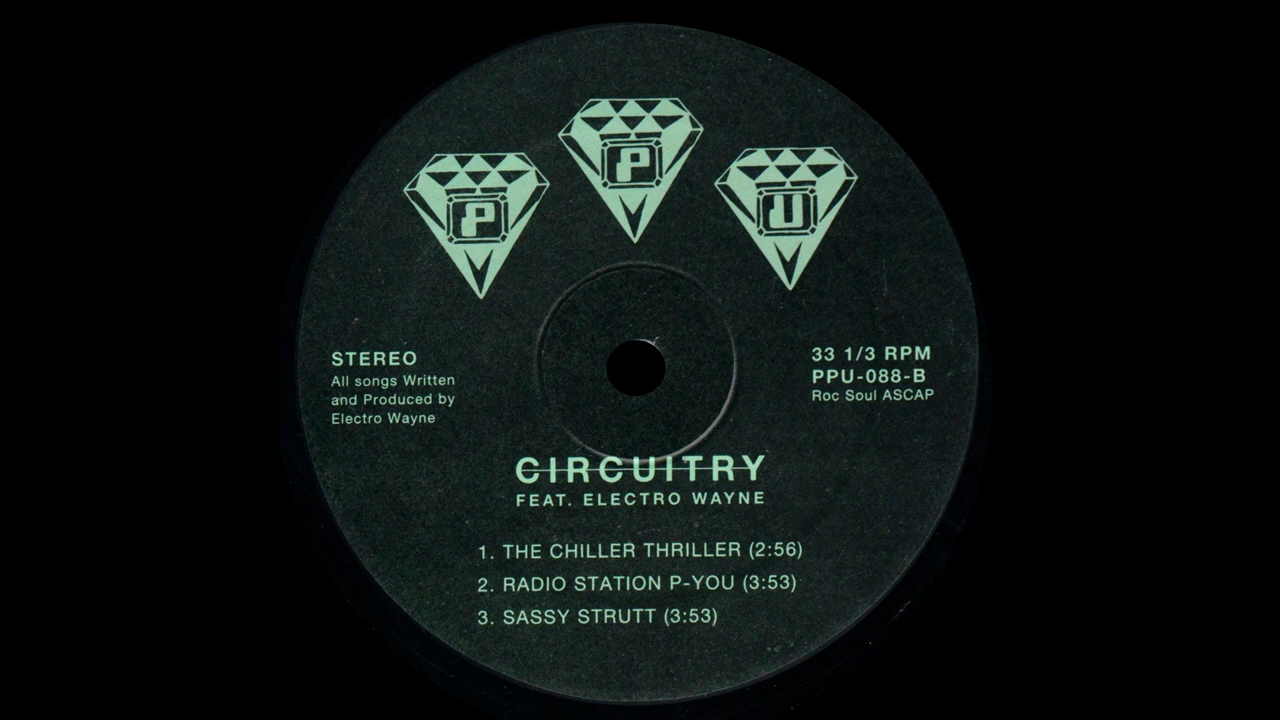 P P U
STEREO
All songs Written
and Produced by
Electro Wayne
33 1/3 RPM
PPU-088-B
Roc Soul ASCAP
CIRCUITRY
FEAT. ELECTRO WAYNE
1. THE CHILLER THRILLER (2:56)
2. RADIO STATION P-YOU (3:53)
3. SASSY STRUTT (3:53)